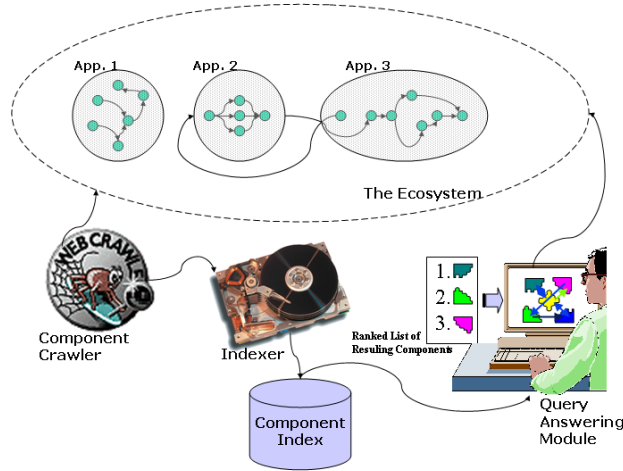 App. 1
App. 2
App. 3
The Ecosystem
WEB CRAWLER
Component
Crawler
Indexer
1.
2.
3.
Ranked List of
Resuling Components
Component
Index
Query
Answering
Module